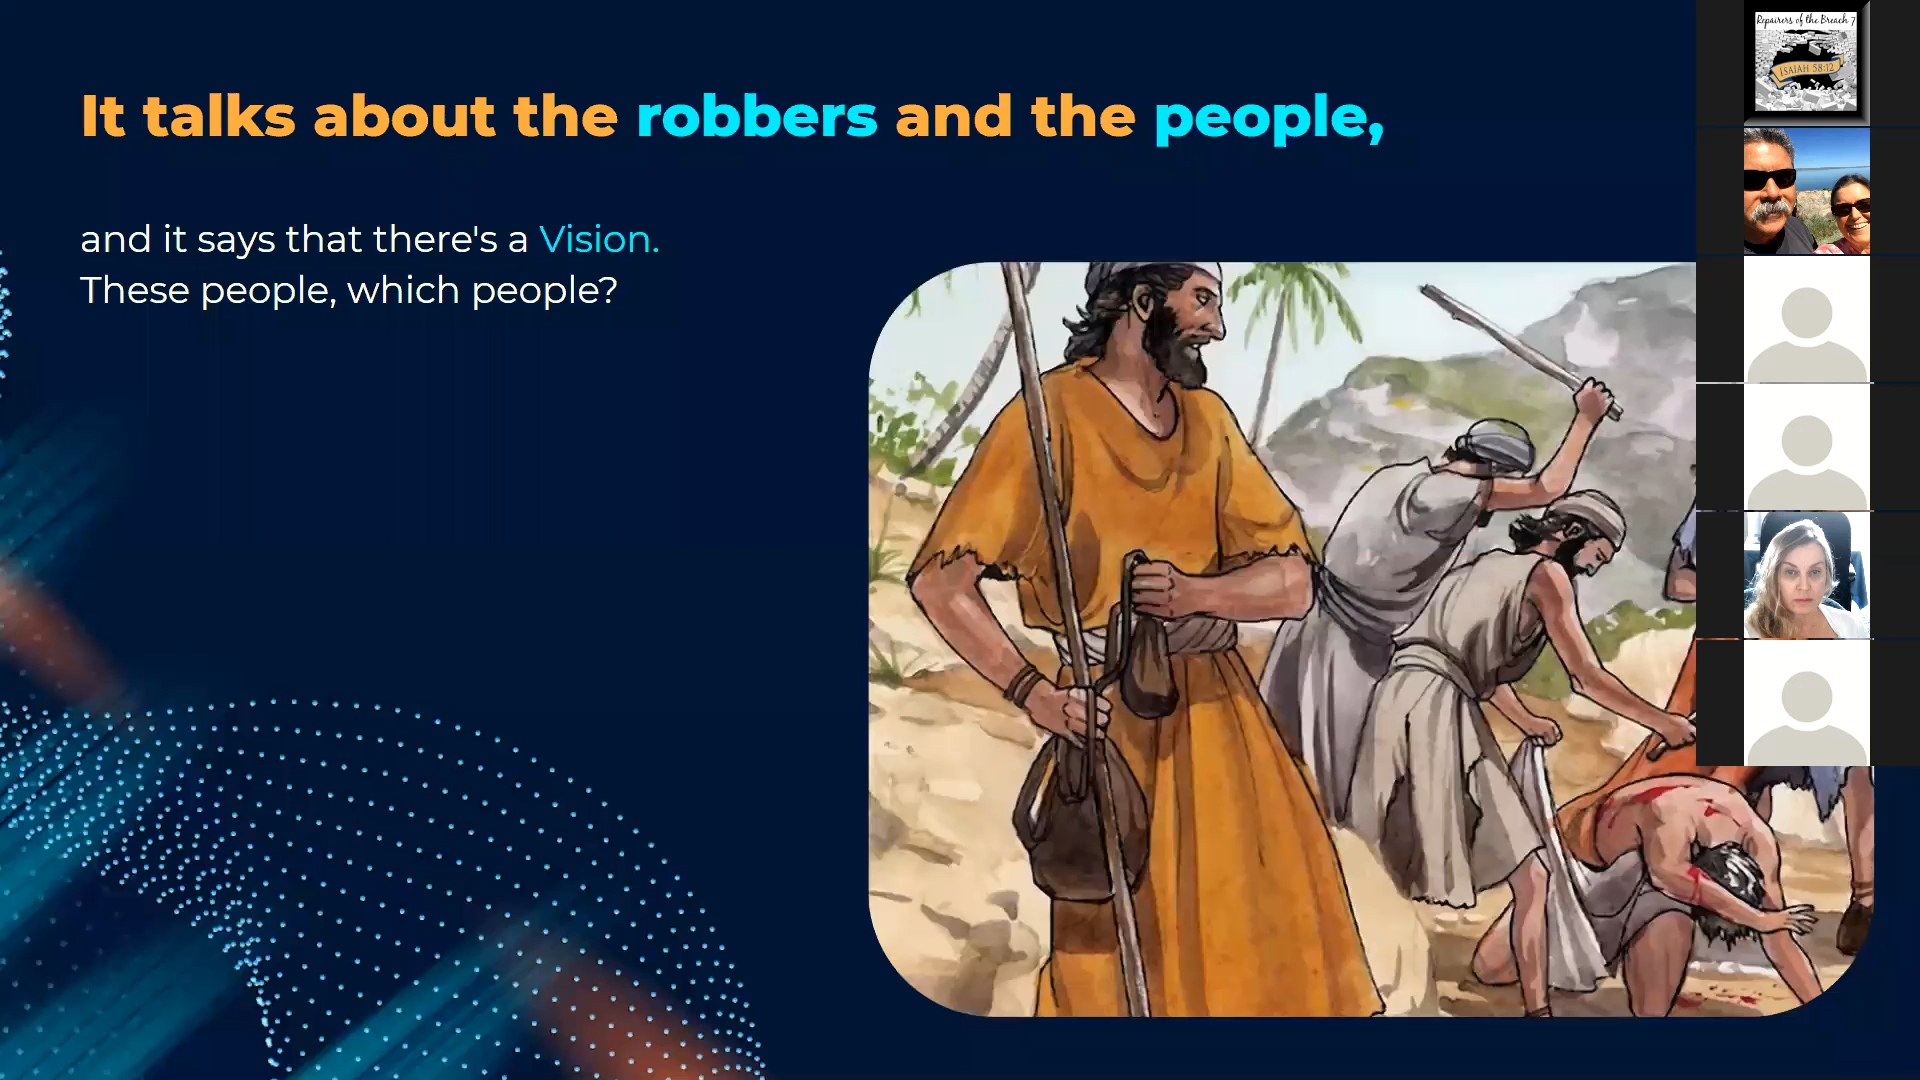 It talks about the robbers and the people,
and it says that there's a Vision.
These people, which people?
Repairers of the Breach 7
ISAIAH 58:12